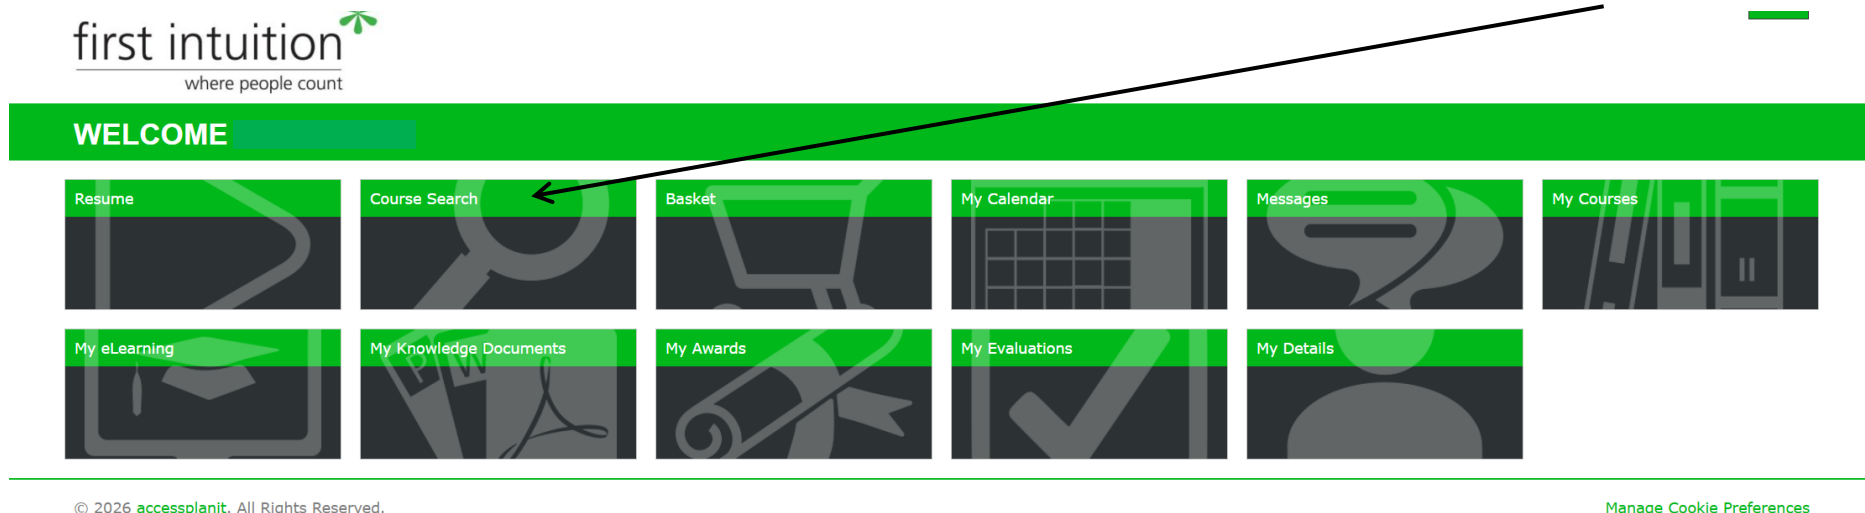 first intuition
where people count
WELCOME
Resume
Course Search
Basket
My Calendar
Messages
My Courses
My eLearning
My Knowledge Documents
My Awards
My Evaluations
My Details
© 2026 accessplanit. All Rights Reserved.
Manage Cookie Preferences